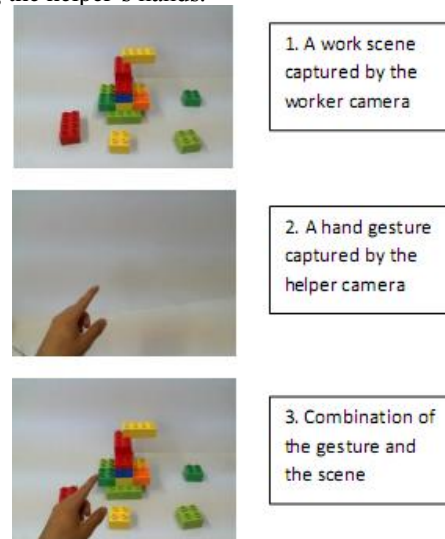 the helper's hands.
1. A work scene
captured by the
worker camera
2. A hand gesture
captured by the
helper camera
3. Combination of
the gesture and
the scene